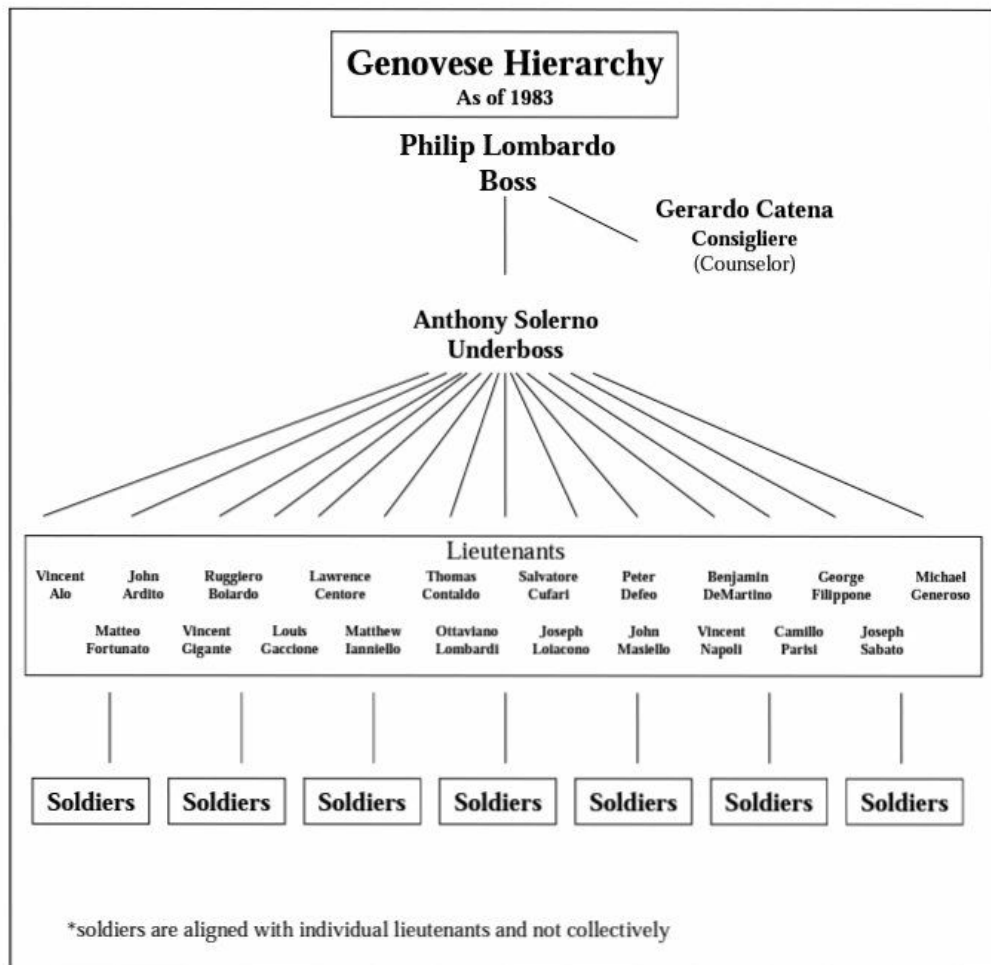 Genovese Hierarchy
As of 1983
Philip Lombardo
Boss
Gerardo Catena
Consigliere
(Counselor)
Anthony Solerno
Underboss
Lieutenants
Vincent John Ruggiero Lawrence Thomas Salvatore Peter Benjamin George Michael
Alo Ardito Boiardo Centore Contaldo Cufari Defeo DeMartino Filippone Generoso
Matteo Vincent Louis Matthew Ottaviano Joseph John Vincent Camillo Joseph
Fortunato Gigante Gaccione Ianniello Lombardi Loiacono Masiello Napoli Parisi Sabato
Soldiers Soldiers Soldiers Soldiers Soldiers Soldiers Soldiers
*soldiers are aligned with individual lieutenants and not collectively